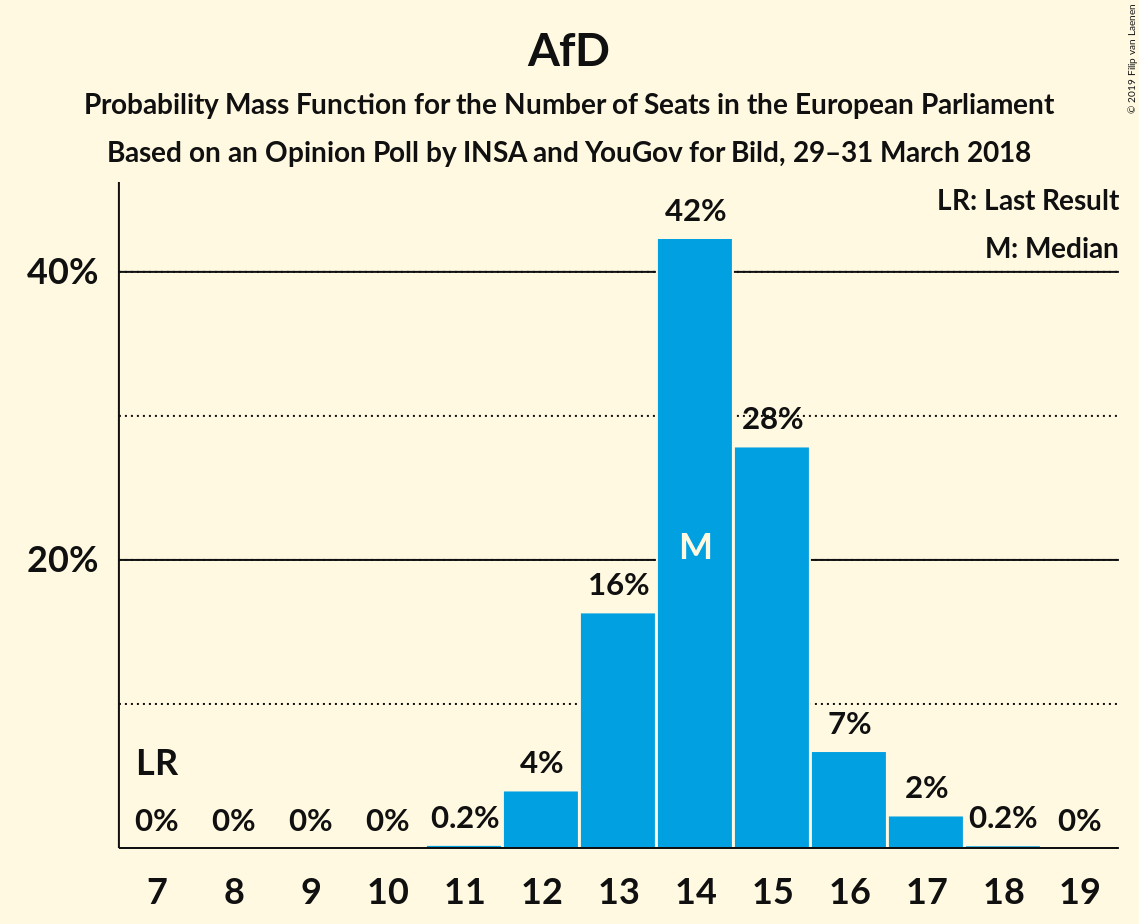 AfD
Probability Mass Function for the Number of Seats in the European Parliament
Based on an Opinion Poll by INSA and YouGov for Bild, 29–31 March 2018
© 2019 Filip van Laenen
LR: Last Result
M: Median
42%
40%
28%
M
20%
16%
7%
LR
4%
2%
0% 0% 0% 0% 0.2% 0.2% 0%
7 8 9 10 11 12 13 14 15 16 17 18 19